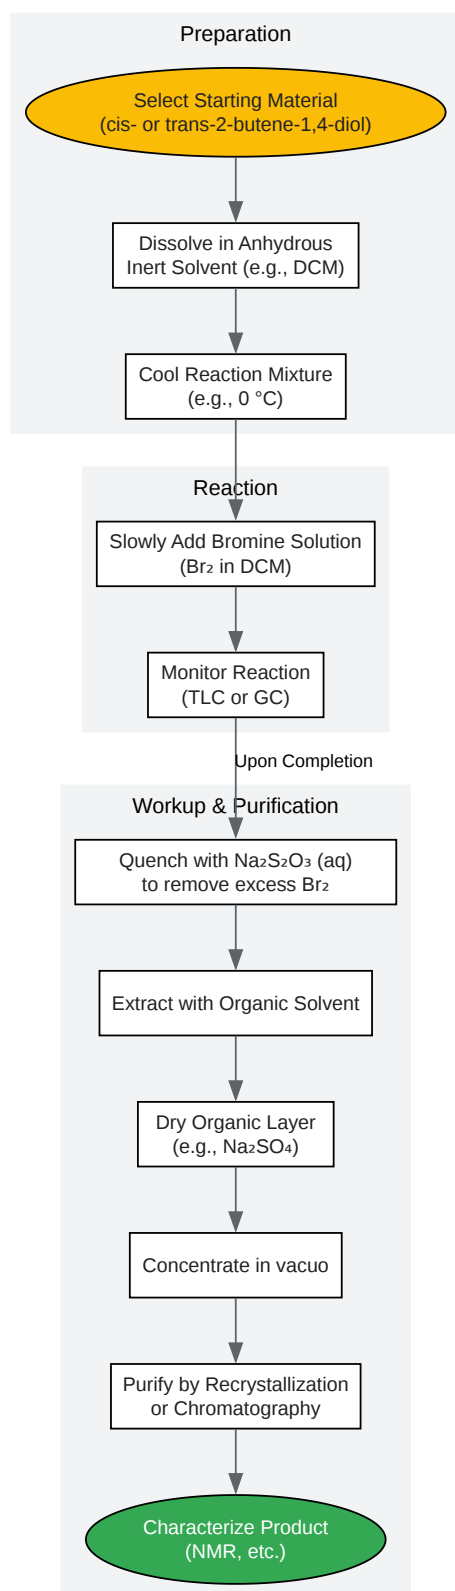 Preparation
Select Starting Material
(cis- or trans-2-butene-1,4-diol)
Dissolve in Anhydrous
Inert Solvent (e.g., DCM)
Cool Reaction Mixture
(e.g., 0 °C)
Reaction
Slowly Add Bromine Solution
(Br₂ in DCM)
Monitor Reaction
(TLC or GC)
Upon Completion
Workup & Purification
Quench with Na₂S₂O₃ (aq)
to remove excess Br₂
Extract with Organic Solvent
Dry Organic Layer
(e.g., Na₂SO₄)
Concentrate in vacuo
Purify by Recrystallization
or Chromatography
Characterize Product
(NMR, etc.)